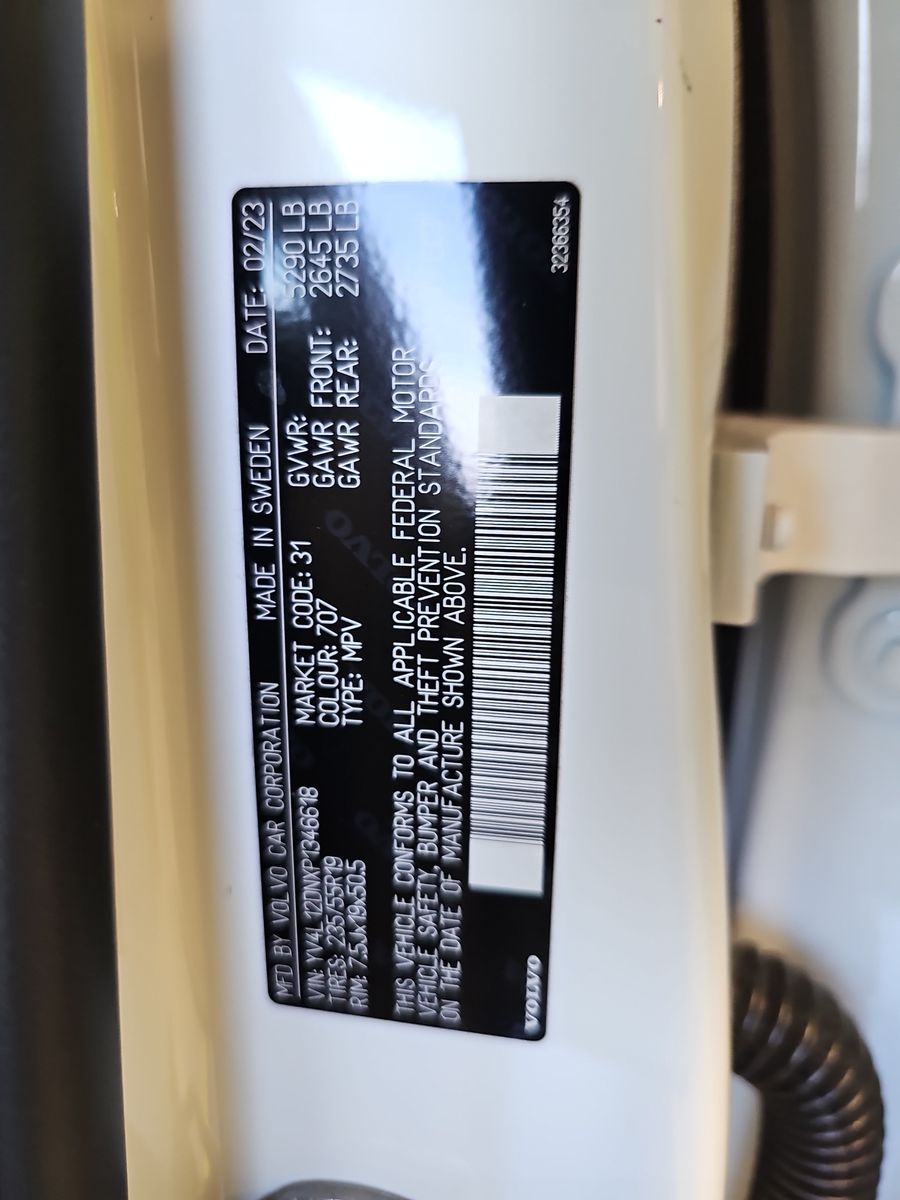 MFD BY VOLVO CAR CORPORATION MADE IN SWEDEN DATE: 02/23
VIN: YV4L12DNXP1346618 MARKET CODE: 31 GVWR: 5290 LB
TIRES: 235/55R19 COLOUR: 707 GAWR FRONT: 2645 LB
RIM: 7.5Jx19x50.5 TYPE: MPV GAWR REAR: 2735 LB
THIS VEHICLE CONFORMS TO ALL APPLICABLE FEDERAL MOTOR
VEHICLE SAFETY, BUMPER AND THEFT PREVENTION STANDARDS
ON THE DATE OF MANUFACTURE SHOWN ABOVE.
VOLVO 32366354